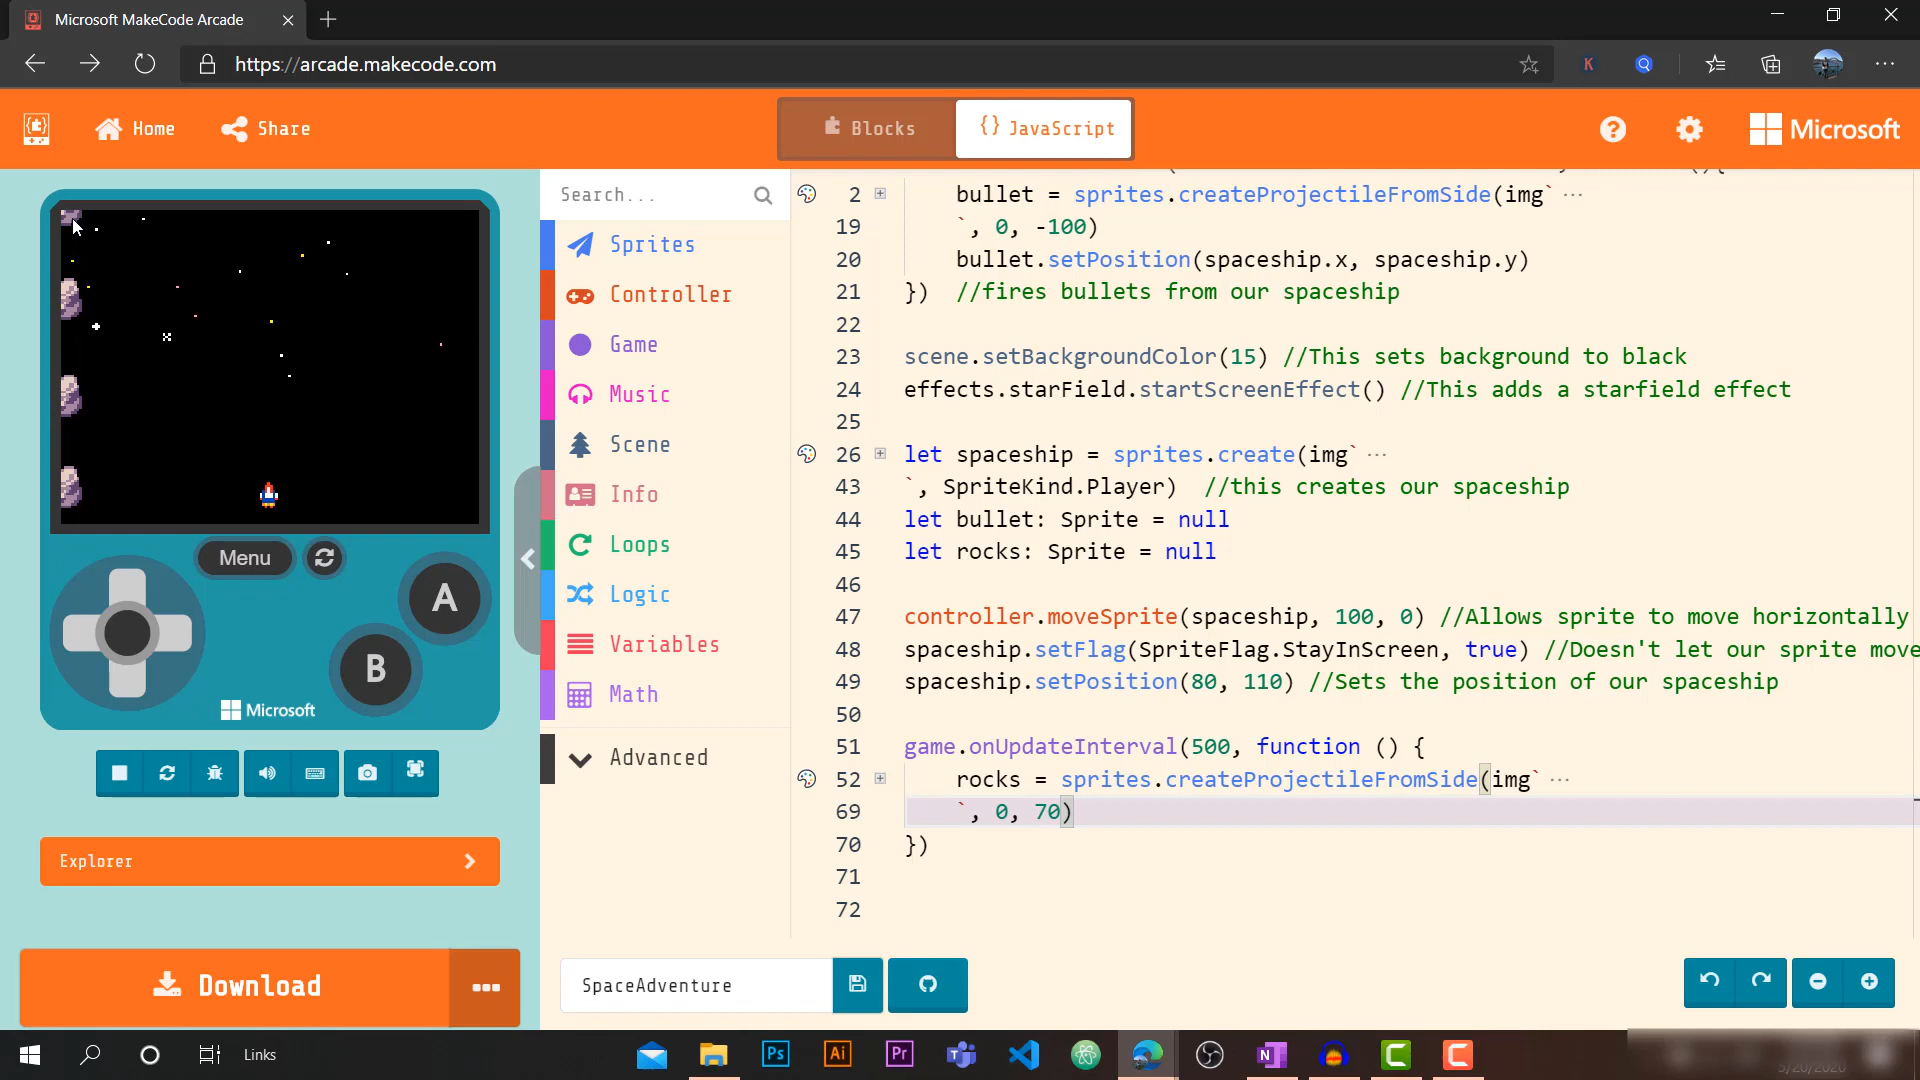 Microsoft MakeCode Arcade
https://arcade.makecode.com
K
Home
Share
Blocks
{} JavaScript
?
Microsoft
Menu
A
B
Microsoft
Explorer
Download
Search...
Sprites
Controller
Game
Music
Scene
Info
Loops
Logic
Variables
Math
Advanced
2 bullet = sprites.createProjectileFromSide(img` ...
19 `, 0, -100)
20 bullet.setPosition(spaceship.x, spaceship.y)
21 }) //fires bullets from our spaceship
22
23 scene.setBackgroundColor(15) //This sets background to black
24 effects.starField.startScreenEffect() //This adds a starfield effect
25
26 let spaceship = sprites.create(img` ...
43 `, SpriteKind.Player) //this creates our spaceship
44 let bullet: Sprite = null
45 let rocks: Sprite = null
46
47 controller.moveSprite(spaceship, 100, 0) //Allows sprite to move horizontally
48 spaceship.setFlag(SpriteFlag.StayInScreen, true) //Doesn't let our sprite move
49 spaceship.setPosition(80, 110) //Sets the position of our spaceship
50
51 game.onUpdateInterval(500, function () {
52 rocks = sprites.createProjectileFromSide(img` ...
69 `, 0, 70)
70 })
71
72
SpaceAdventure
Links
Ps
Ai
Pr